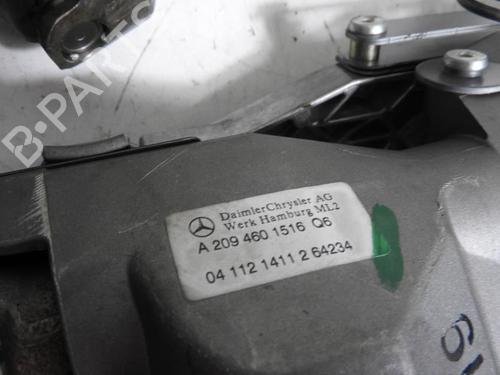 B-PARTS
DaimlerChrysler AG
Werk Hamburg ML2
A 209 460 1516 Q6
04 112 1411 2 64234